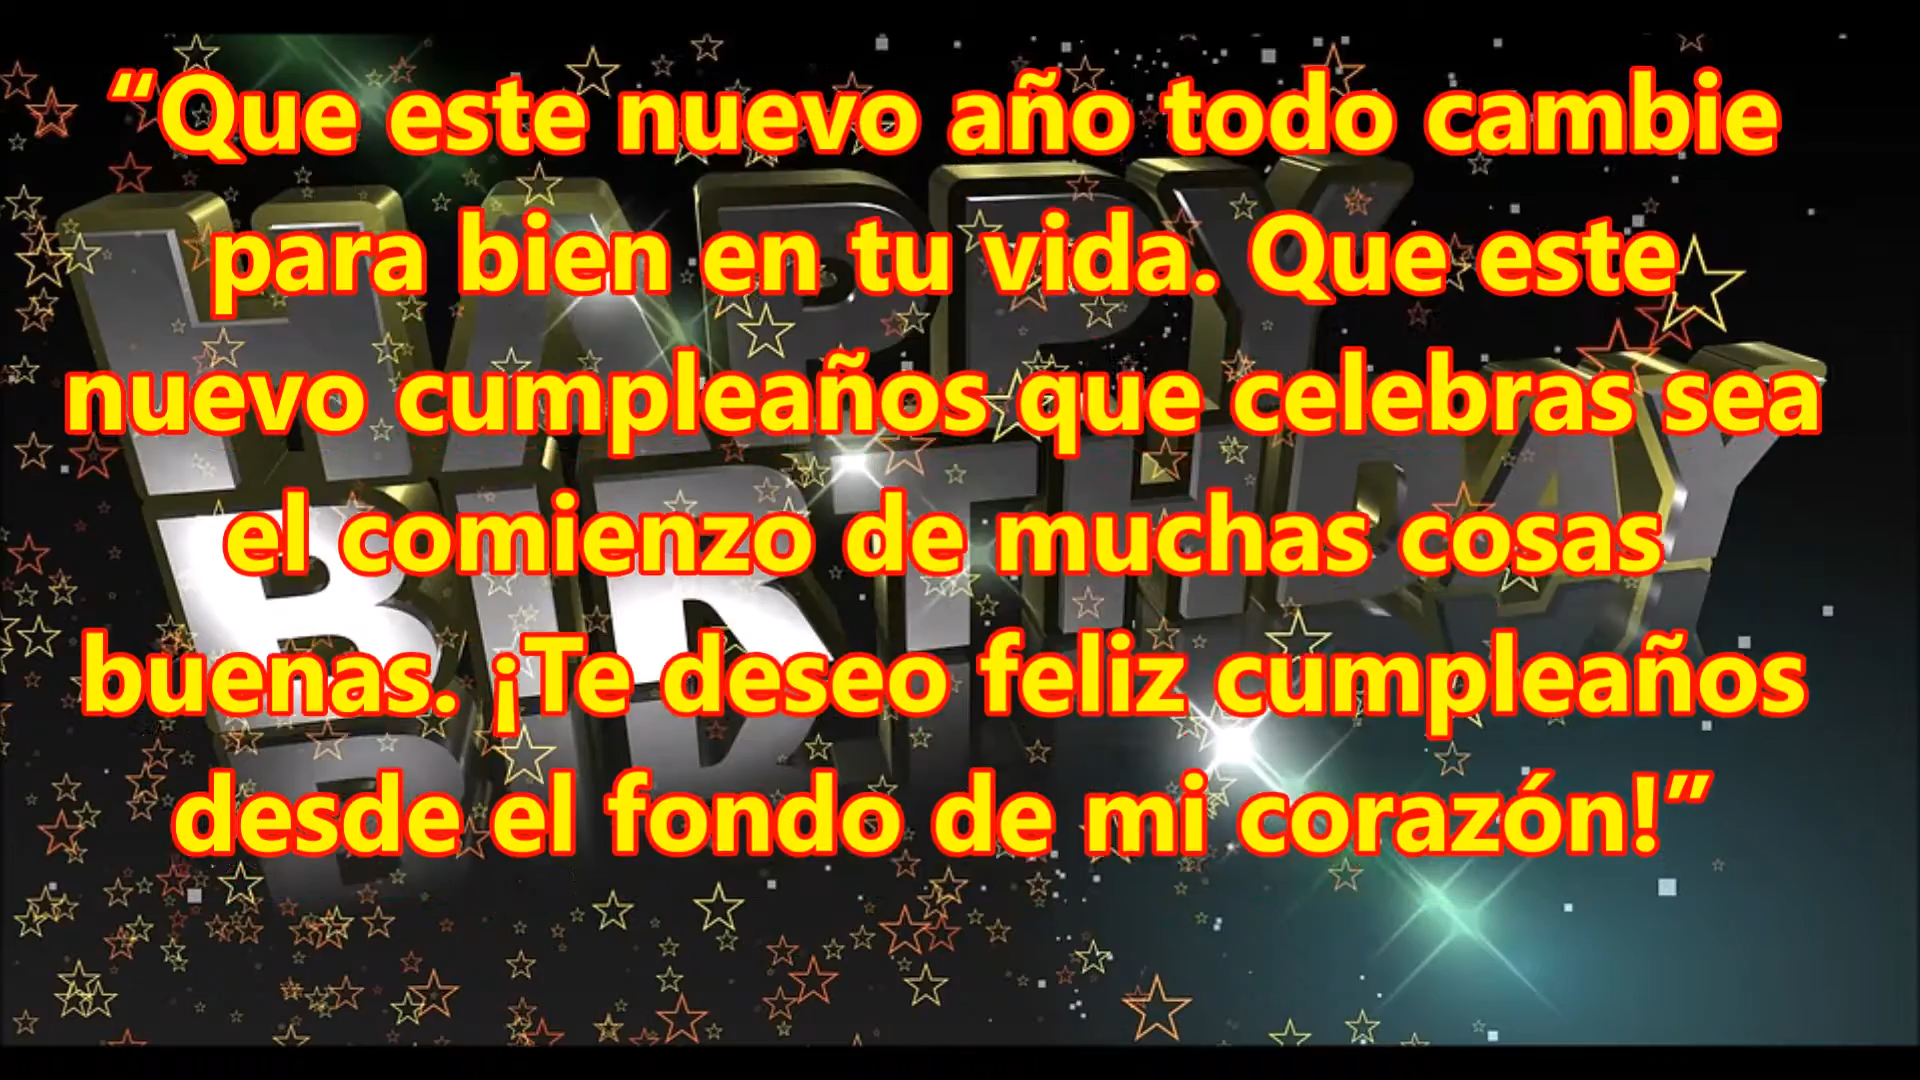 “Que este nuevo año todo cambie
para bien en tu vida. Que este
nuevo cumpleaños que celebras sea
el comienzo de muchas cosas
buenas. ¡Te deseo feliz cumpleaños
desde el fondo de mi corazón!”
HAPPY
BIRTHDAY